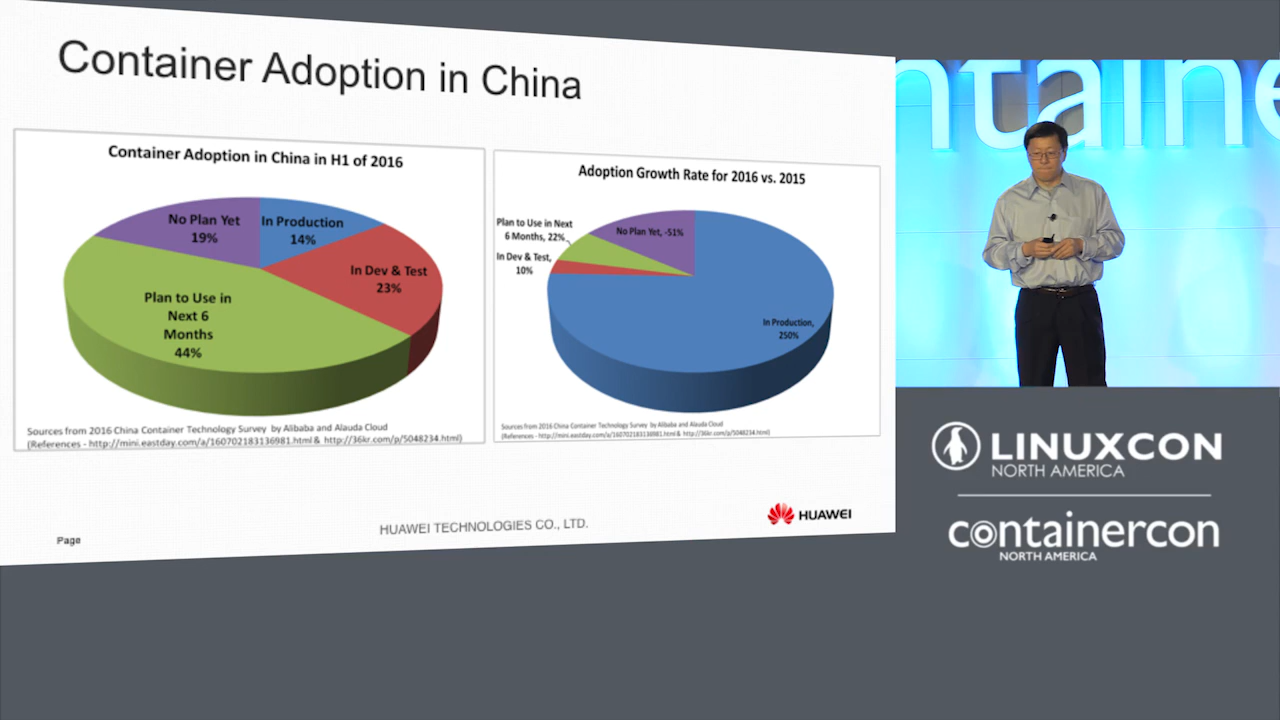 Container Adoption in China
Container Adoption in China in H1 of 2016
No Plan Yet
19%
In Production
14%
In Dev & Test
23%
Plan to Use in
Next 6
Months
44%
Sources from 2016 China Container Technology Survey by Alibaba and Alauda Cloud
(References - http://mini.eastday.com/a/160702183136981.html & http://36kr.com/p/5048234.html)
Adoption Growth Rate for 2016 vs. 2015
Plan to Use in Next
6 Months, 22%
No Plan Yet, -51%
In Dev & Test,
10%
In Production,
250%
Sources from 2016 China Container Technology Survey by Alibaba and Alauda Cloud
(References - http://mini.eastday.com/a/160702183136981.html & http://36kr.com/p/5048234.html)
HUAWEI TECHNOLOGIES CO., LTD.
HUAWEI
Page
ntaine
LINUXCON
NORTH AMERICA
containercon
NORTH AMERICA